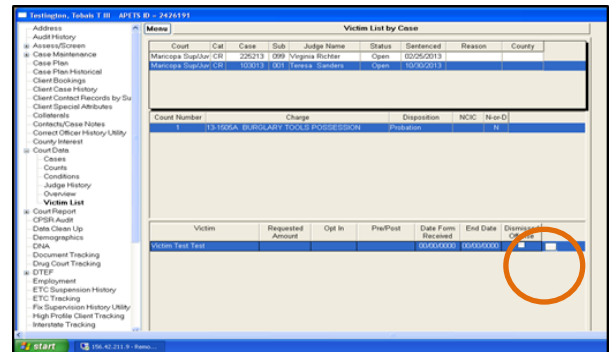 Testington, Tobais T III APETS ID = 2426191
Address
Audit History
Assess/Screen
Case Maintenance
Case Plan
Case Plan Historical
Client Bookings
Client Case History
Client Contact Records by Su
Client Special Attributes
Collaterals
Contacts/Case Notes
Correct Officer History Utility
County Interest
Court Data
Cases
Counts
Conditions
Judge History
Overview
Victim List
Court Report
CPSR Audit
Data Clean Up
Demographics
DNA
Document Tracking
Drug Court Tracking
DTEF
Employment
ETC Suspension History
ETC Tracking
Fix Supervision History Utility
High Profile Client Tracking
Interstate Tracking
Menu
Victim List by Case
Court Cat Case Sub Judge Name Status Sentenced Reason County
Maricopa Sup/Juv CR 225213 099 Virginia Richter Open 02/25/2013
Maricopa Sup/Juv CR 103013 001 Teresa Sanders Open 10/30/2013
Count Number Charge Disposition NCIC N-or-D
1 13-1505A BURGLARY TOOLS POSSESSION Probation N
Victim Requested Amount Opt In Pre/Post Date Form Received End Date Dismissed Offense
Victim Test Test 00/00/0000 00/00/0000
start 156.42.211.9 - Remo...